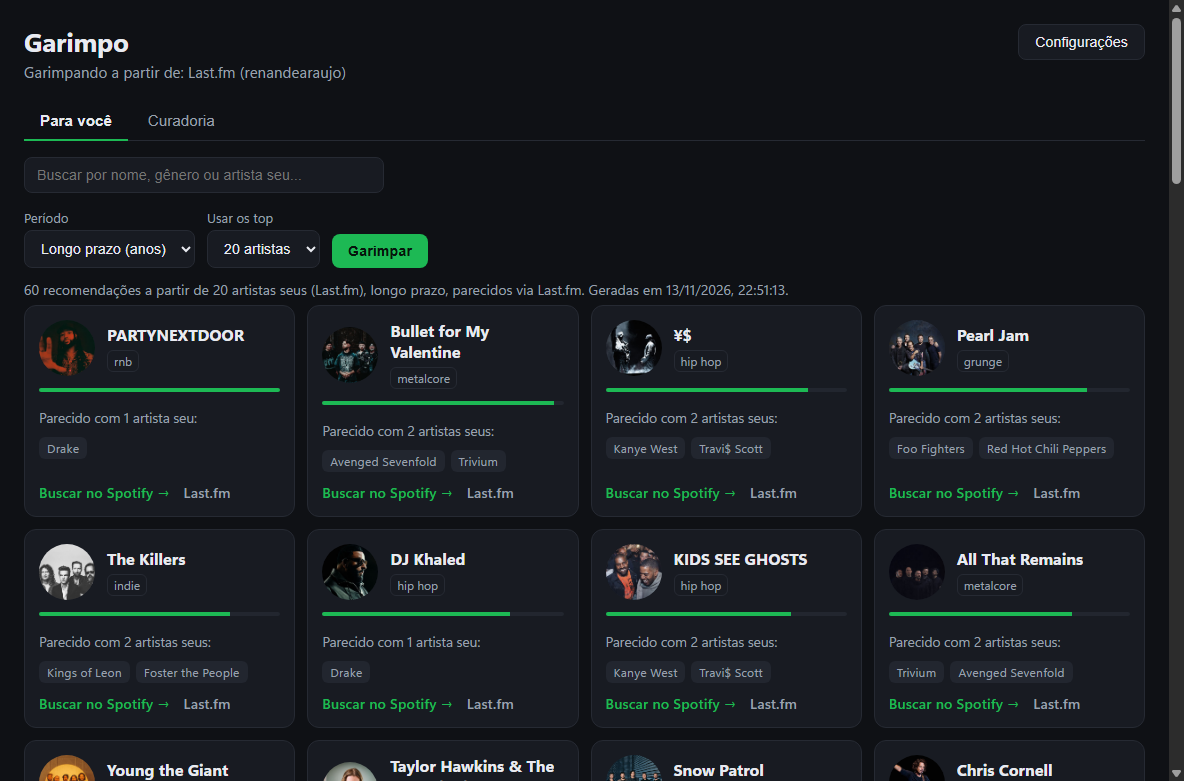 Garimpo
Configurações
Garimpando a partir de: Last.fm (renandearaujo)
Para você
Curadoria
Buscar por nome, gênero ou artista seu...
Período
Usar os top
Longo prazo (anos)
20 artistas
Garimpar
60 recomendações a partir de 20 artistas seus (Last.fm), longo prazo, parecidos via Last.fm. Geradas em 13/11/2026, 22:51:13.
PARTYNEXTDOOR
rnb
Parecido com 1 artista seu:
Drake
Buscar no Spotify → Last.fm
Bullet for My
Valentine
metalcore
Parecido com 2 artistas seus:
Avenged Sevenfold Trivium
Buscar no Spotify → Last.fm
¥$
hip hop
Parecido com 2 artistas seus:
Kanye West Travi$ Scott
Buscar no Spotify → Last.fm
Pearl Jam
grunge
Parecido com 2 artistas seus:
Foo Fighters Red Hot Chili Peppers
Buscar no Spotify → Last.fm
The Killers
indie
Parecido com 2 artistas seus:
Kings of Leon Foster the People
Buscar no Spotify → Last.fm
DJ Khaled
hip hop
Parecido com 1 artista seu:
Drake
Buscar no Spotify → Last.fm
KIDS SEE GHOSTS
hip hop
Parecido com 2 artistas seus:
Kanye West Travi$ Scott
Buscar no Spotify → Last.fm
All That Remains
metalcore
Parecido com 2 artistas seus:
Trivium Avenged Sevenfold
Buscar no Spotify → Last.fm
Young the Giant
Taylor Hawkins & The
Snow Patrol
Chris Cornell